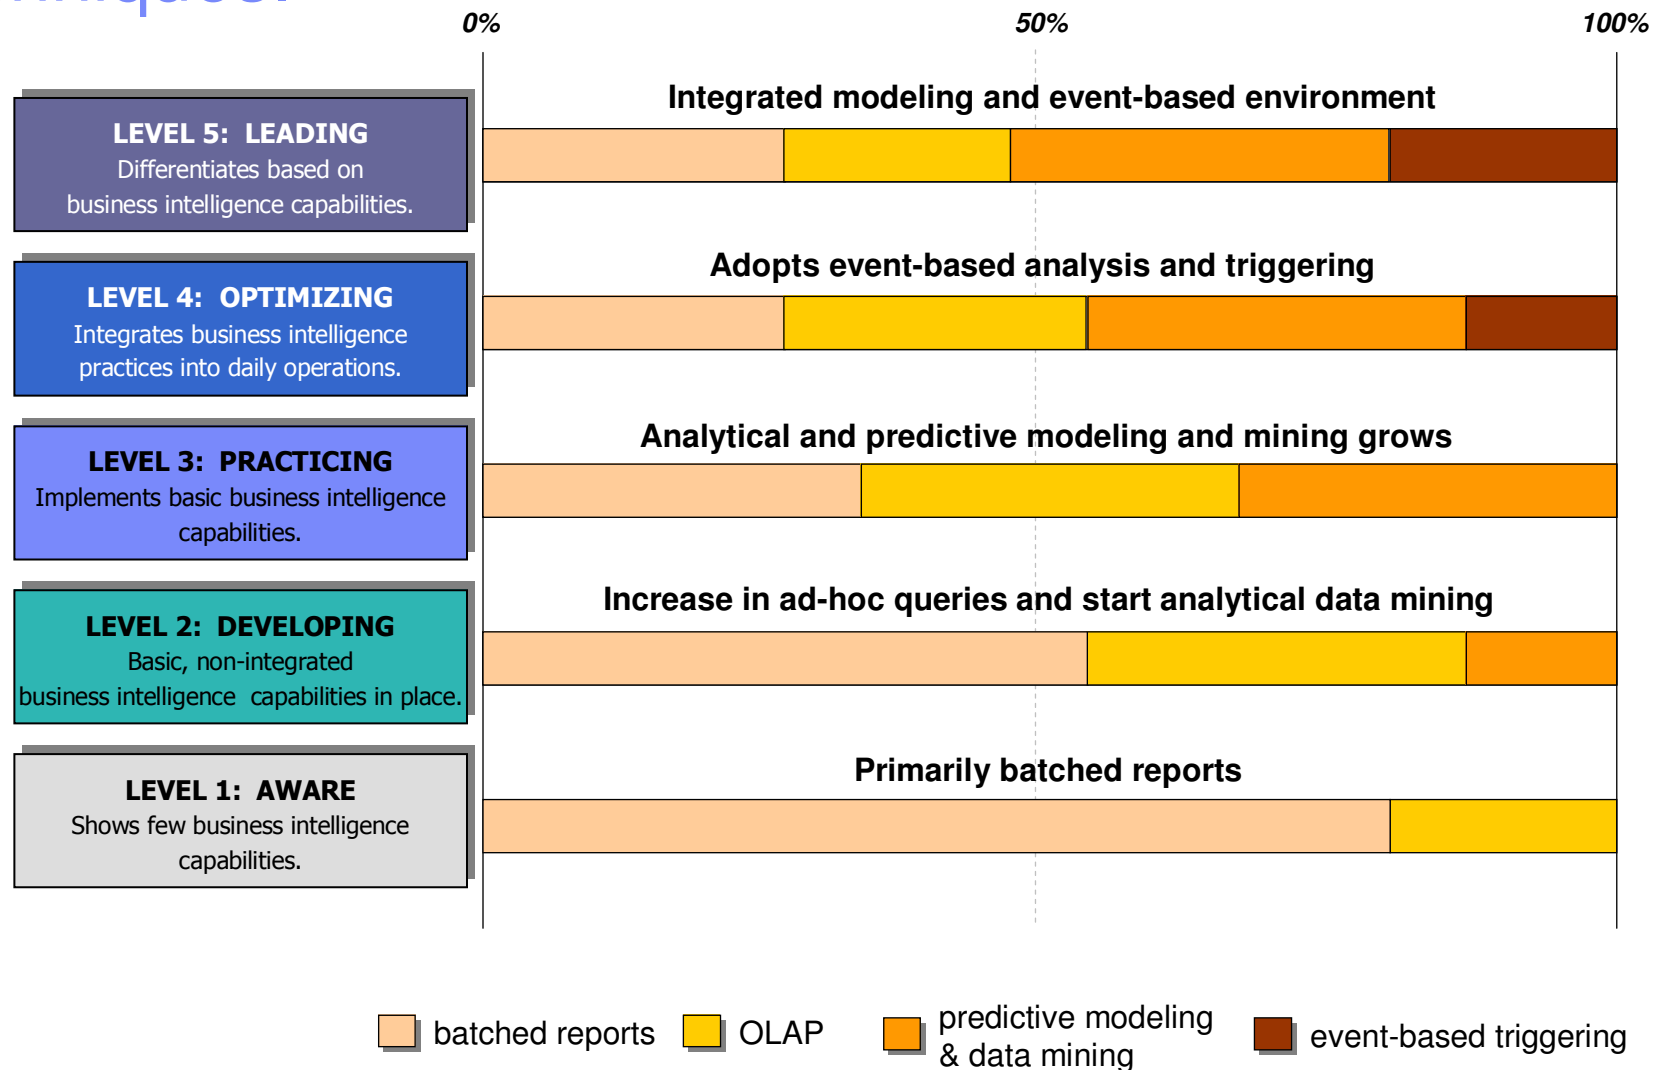 0% 50% 100%
LEVEL 5: LEADING
Differentiates based on
business intelligence capabilities.
Integrated modeling and event-based environment
LEVEL 4: OPTIMIZING
Integrates business intelligence
practices into daily operations.
Adopts event-based analysis and triggering
LEVEL 3: PRACTICING
Implements basic business intelligence
capabilities.
Analytical and predictive modeling and mining grows
LEVEL 2: DEVELOPING
Basic, non-integrated
business intelligence capabilities in place.
Increase in ad-hoc queries and start analytical data mining
LEVEL 1: AWARE
Shows few business intelligence
capabilities.
Primarily batched reports
batched reports
OLAP
predictive modeling
& data mining
event-based triggering